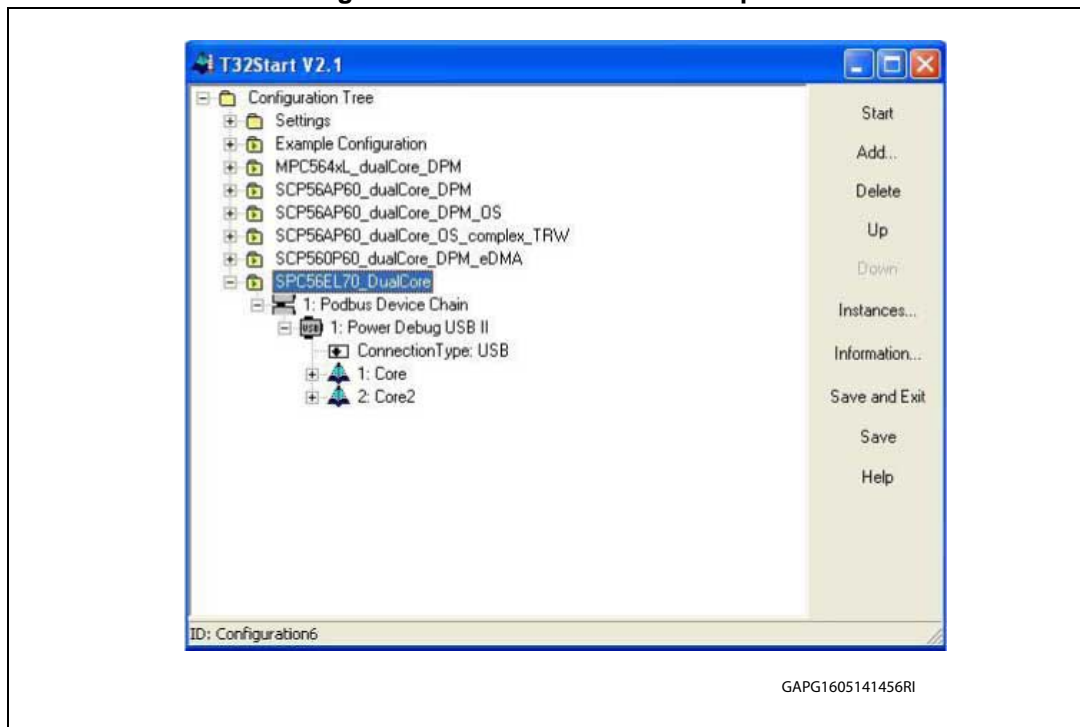 T32Start V2.1
Configuration Tree
Settings
Example Configuration
MPC564xL_dualCore_DPM
SCP56AP60_dualCore_DPM
SCP56AP60_dualCore_DPM_OS
SCP56AP60_dualCore_OS_complex_TRW
SCP560P60_dualCore_DPM_eDMA
SPC56EL70_DualCore
1: Podbus Device Chain
USB 1: Power Debug USB II
ConnectionType: USB
1: Core
2: Core2
Start
Add...
Delete
Up
Down
Instances...
Information...
Save and Exit
Save
Help
ID: Configuration6
GAPG1605141456RI